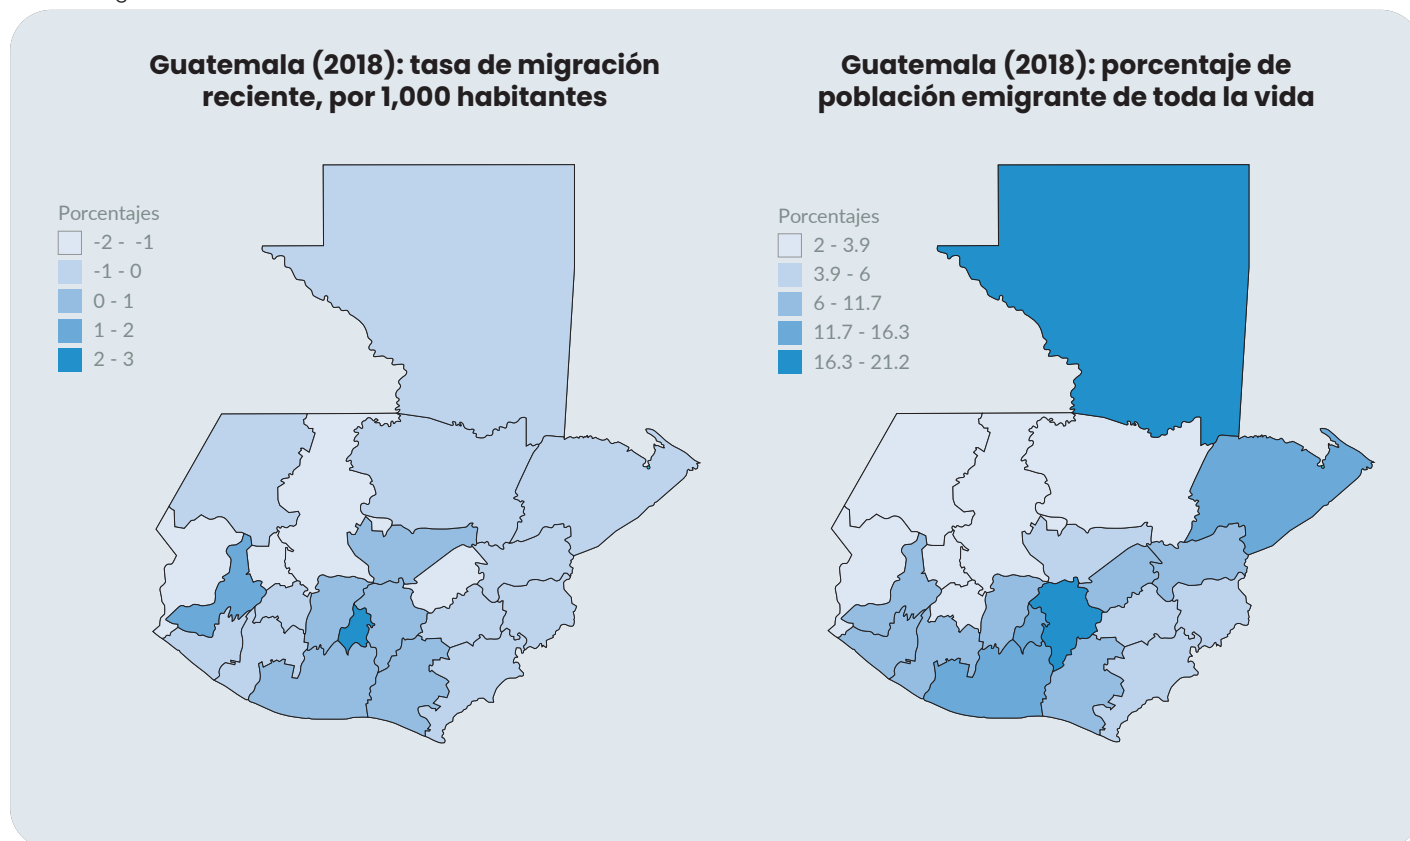 Guatemala (2018): tasa de migración
reciente, por 1,000 habitantes
Porcentajes
-2 - -1
-1 - 0
0 - 1
1 - 2
2 - 3
Guatemala (2018): porcentaje de
población emigrante de toda la vida
Porcentajes
2 - 3.9
3.9 - 6
6 - 11.7
11.7 - 16.3
16.3 - 21.2